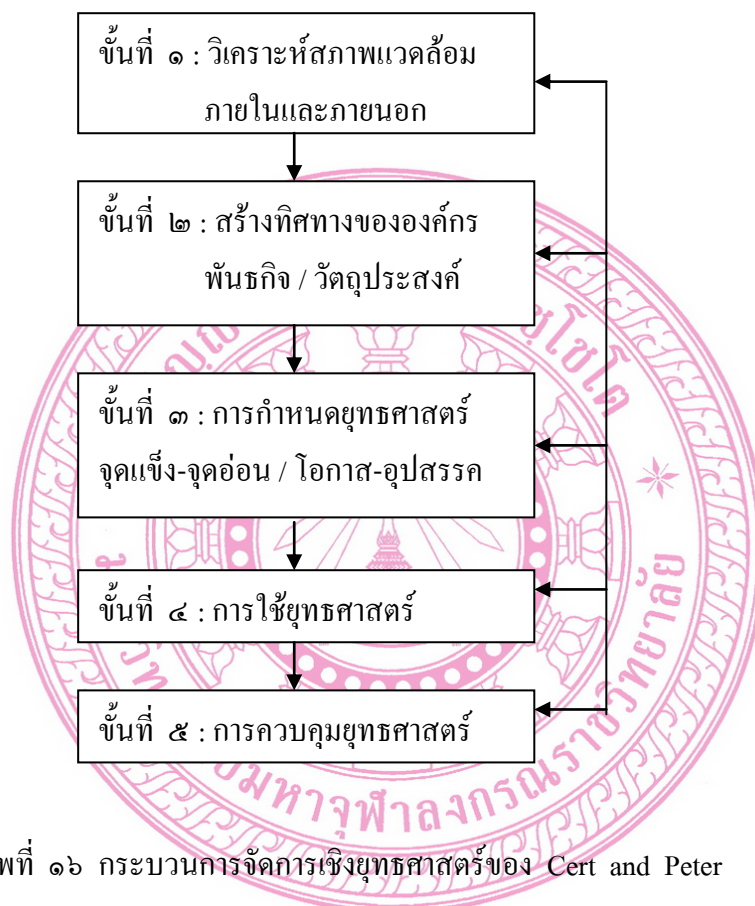 ขั้นที่ ๑ : วิเคราะห์สภาพแวดล้อม
ภายในและภายนอก
ขั้นที่ ๒ : สร้างทิศทางขององค์กร
พันธกิจ / วัตถุประสงค์
ขั้นที่ ๓ : การกำหนดยุทธศาสตร์
จุดแข็ง-จุดอ่อน / โอกาส-อุปสรรค
ขั้นที่ ๔ : การใช้ยุทธศาสตร์
ขั้นที่ ๕ : การควบคุมยุทธศาสตร์
พที่ ๑๖ กระบวนการจัดการเชิงยุทธศาสตร์ของ Cert and Peter